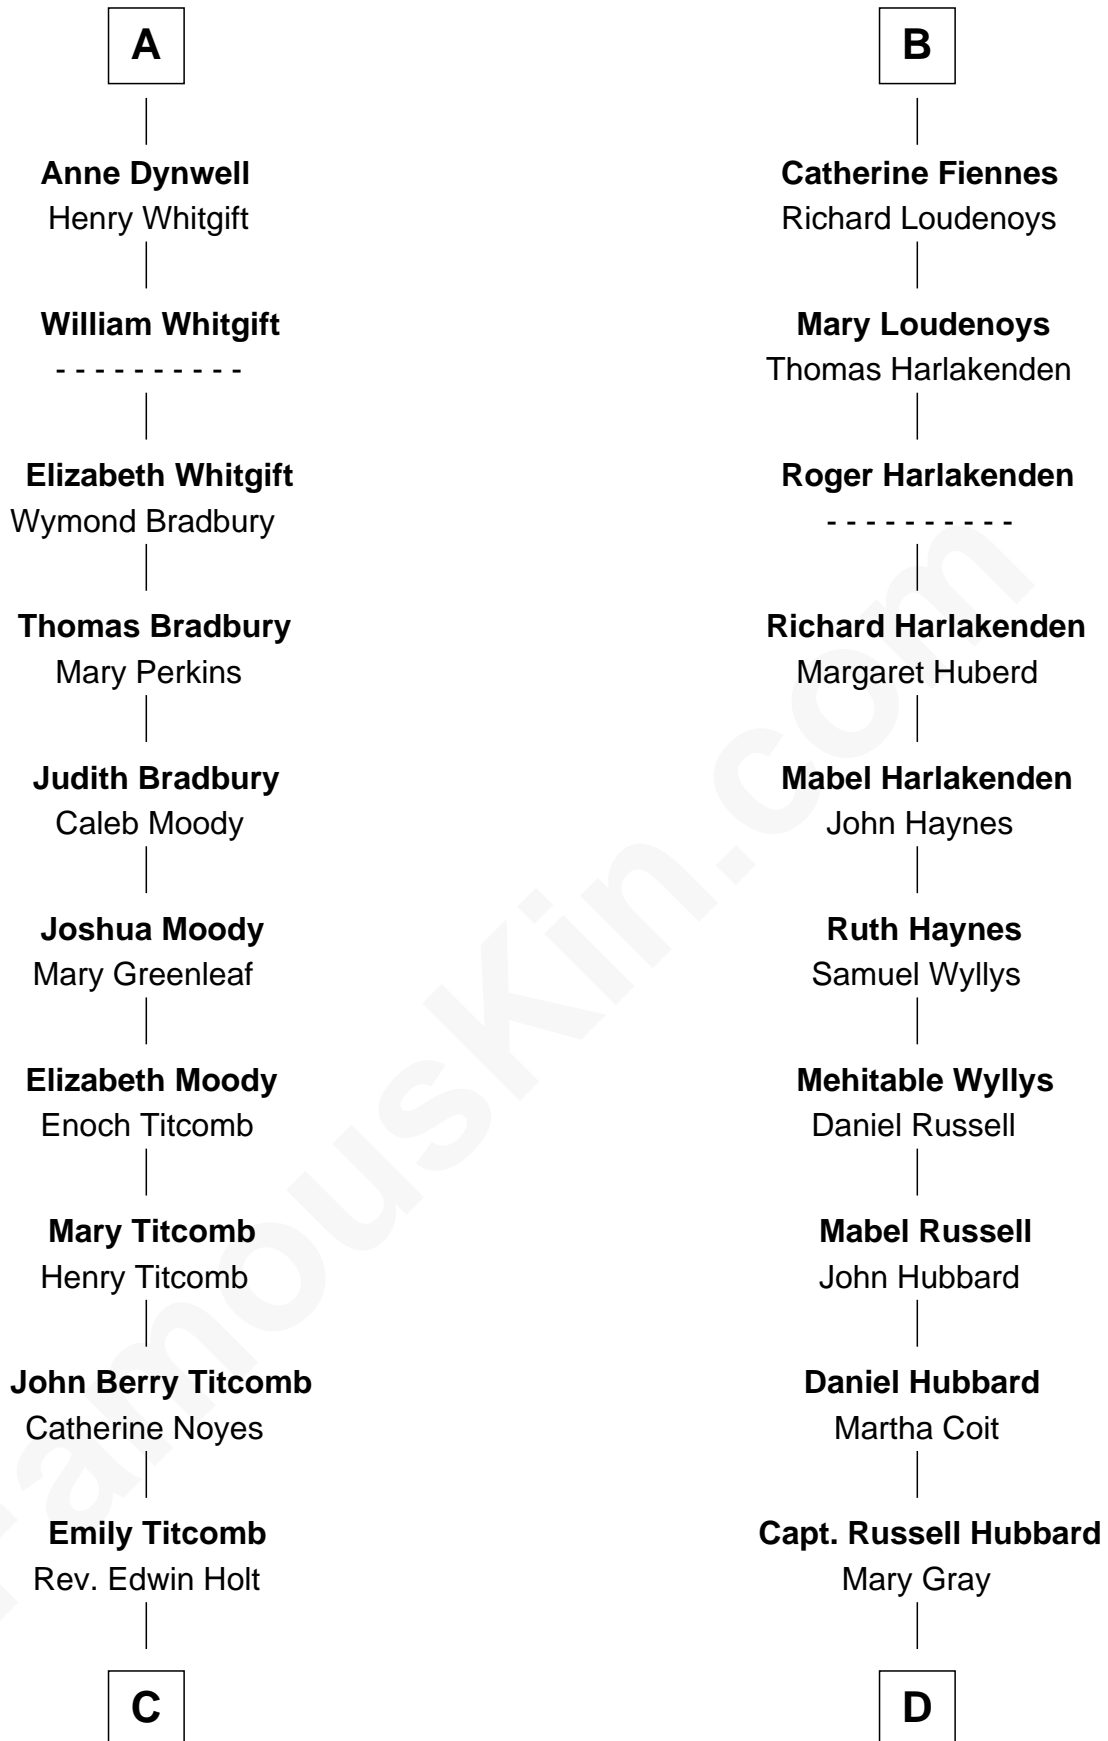 A
Anne Dynwell
Henry Whitgift
William Whitgift
- - - - - - - - - -
Elizabeth Whitgift
Wymond Bradbury
Thomas Bradbury
Mary Perkins
Judith Bradbury
Caleb Moody
Joshua Moody
Mary Greenleaf
Elizabeth Moody
Enoch Titcomb
Mary Titcomb
Henry Titcomb
John Berry Titcomb
Catherine Noyes
Emily Titcomb
Rev. Edwin Holt
C
B
Catherine Fiennes
Richard Loudenoys
Mary Loudenoys
Thomas Harlakenden
Roger Harlakenden
- - - - - - - - - -
Richard Harlakenden
Margaret Huberd
Mabel Harlakenden
John Haynes
Ruth Haynes
Samuel Wyllys
Mehitable Wyllys
Daniel Russell
Mabel Russell
John Hubbard
Daniel Hubbard
Martha Coit
Capt. Russell Hubbard
Mary Gray
D
FamousKin.com